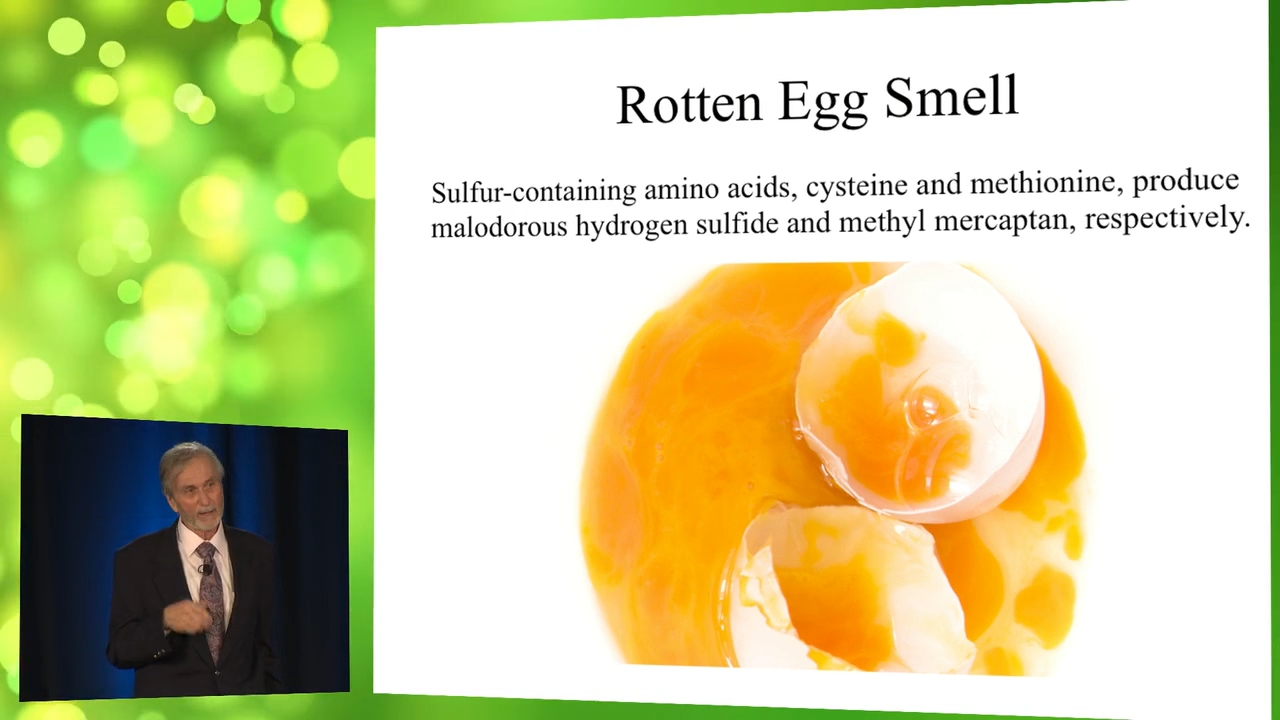 Rotten Egg Smell
Sulfur-containing amino acids, cysteine and methionine, produce
malodorous hydrogen sulfide and methyl mercaptan, respectively.